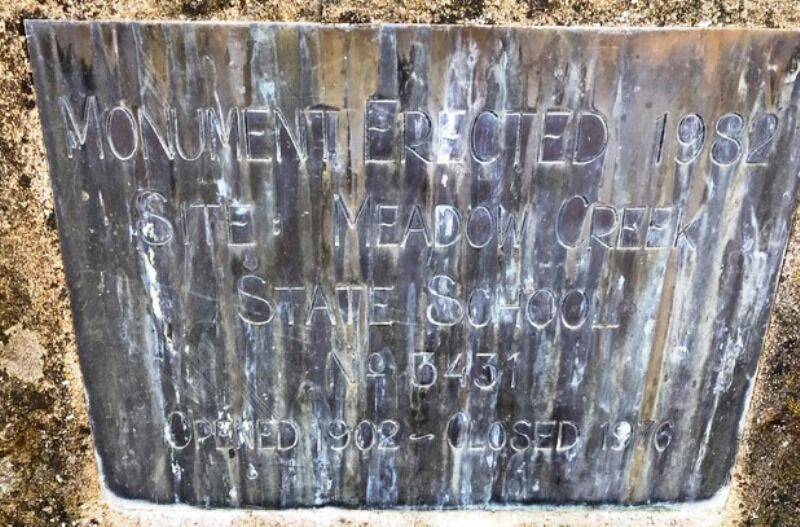 MONUMENT ERECTED 1982
SITE: MEADOW CREEK
STATE SCHOOL
No 3431
OPENED 1902 ~ CLOSED 1976